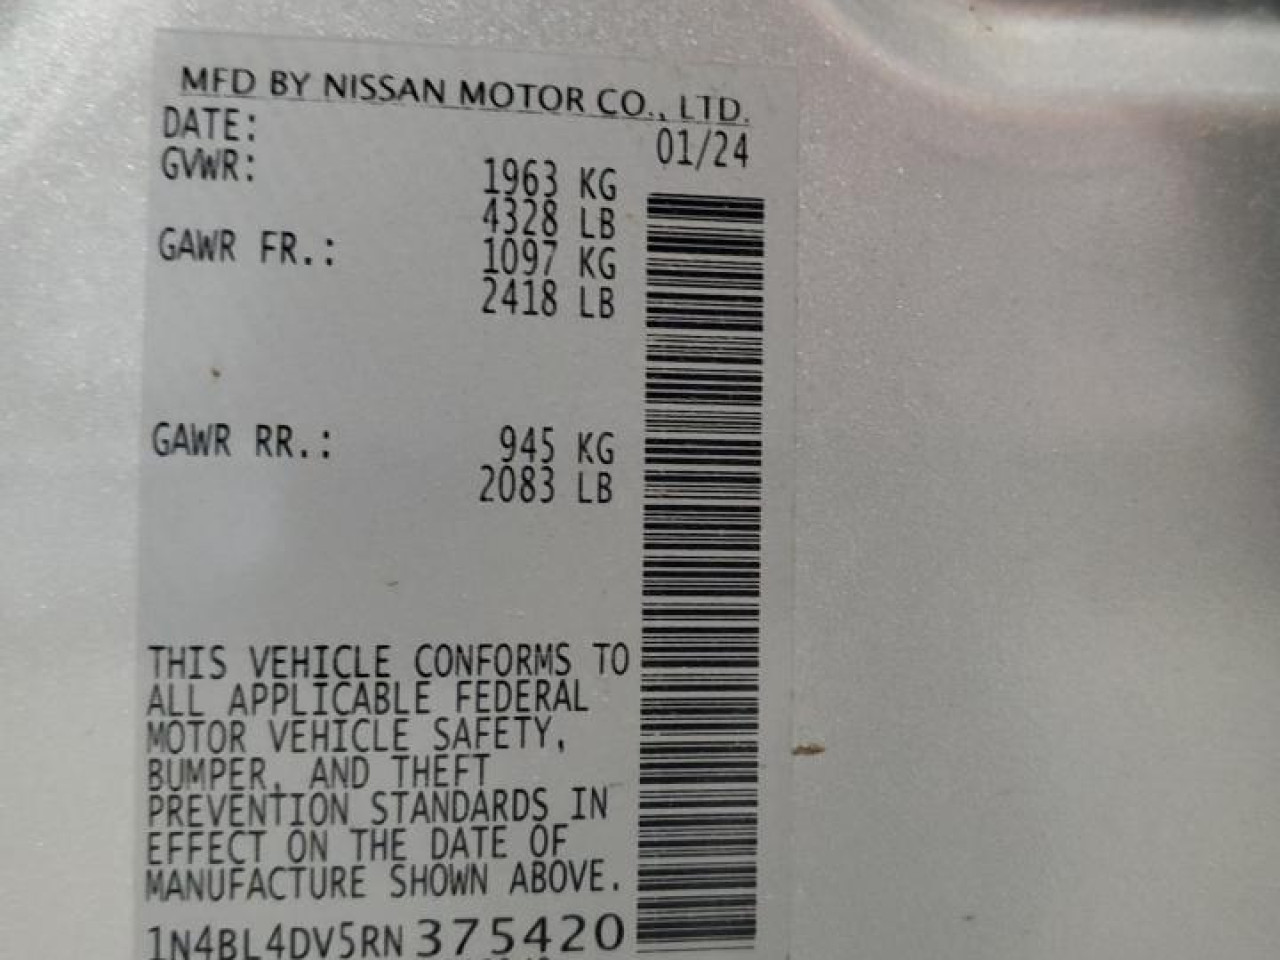 MFD BY NISSAN MOTOR CO., LTD.
DATE: 01/24
GVWR: 1963 KG
4328 LB
GAWR FR.: 1097 KG
2418 LB
GAWR RR.: 945 KG
2083 LB
THIS VEHICLE CONFORMS TO
ALL APPLICABLE FEDERAL
MOTOR VEHICLE SAFETY,
BUMPER, AND THEFT
PREVENTION STANDARDS IN
EFFECT ON THE DATE OF
MANUFACTURE SHOWN ABOVE.
1N4BL4DV5RN375420